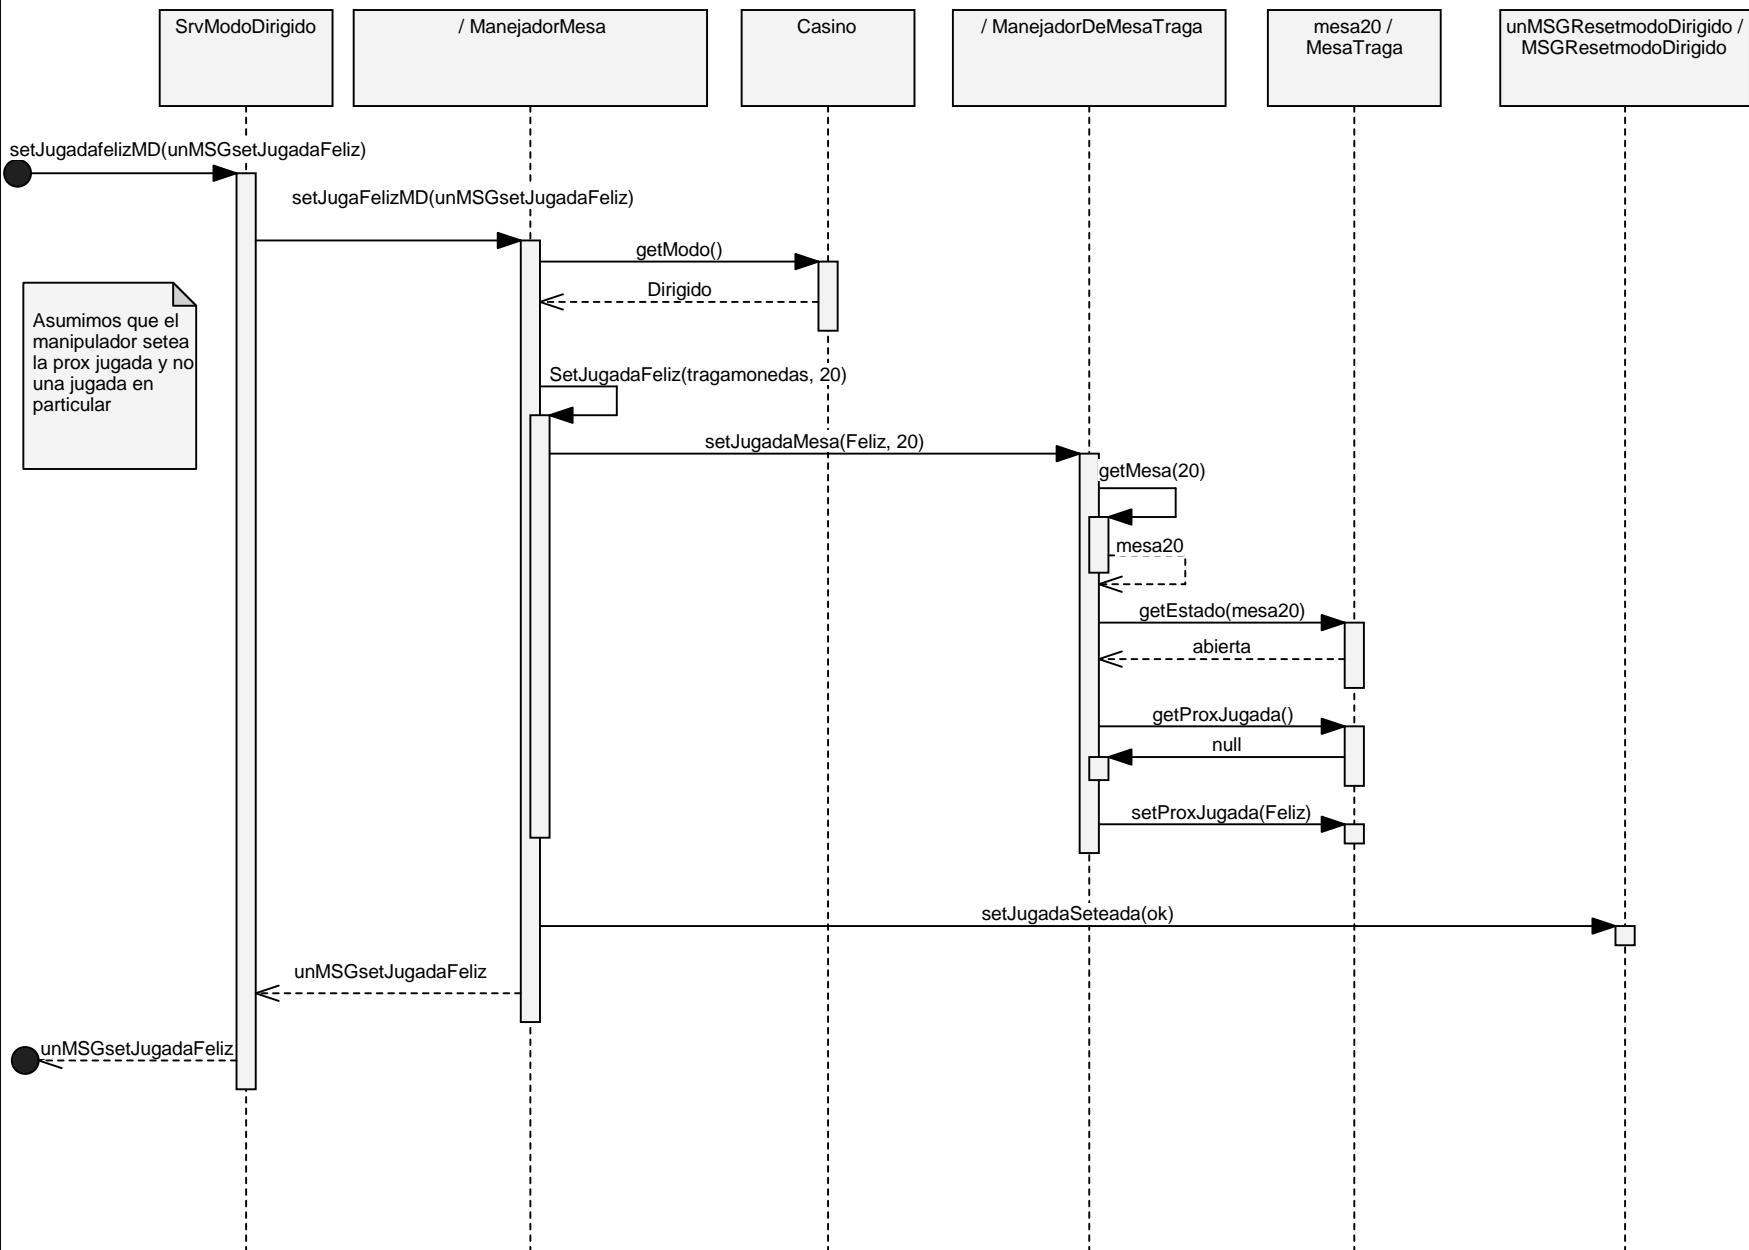 SrvModoDirigido
/ ManejadorMesa
Casino
/ ManejadorDeMesaTraga
mesa20 /
MesaTraga
unMSGResetmodoDirigido /
MSGResetmodoDirigido
setJugadafelizMD(unMSGsetJugadaFeliz)
setJugaFelizMD(unMSGsetJugadaFeliz)
getModo()
Dirigido
Asumimos que el
manipulador setea
la prox jugada y no
una jugada en
particular
SetJugadaFeliz(tragamonedas, 20)
setJugadaMesa(Feliz, 20)
getMesa(20)
mesa20
getEstado(mesa20)
abierta
getProxJugada()
null
setProxJugada(Feliz)
setJugadaSeteada(ok)
unMSGsetJugadaFeliz
unMSGsetJugadaFeliz